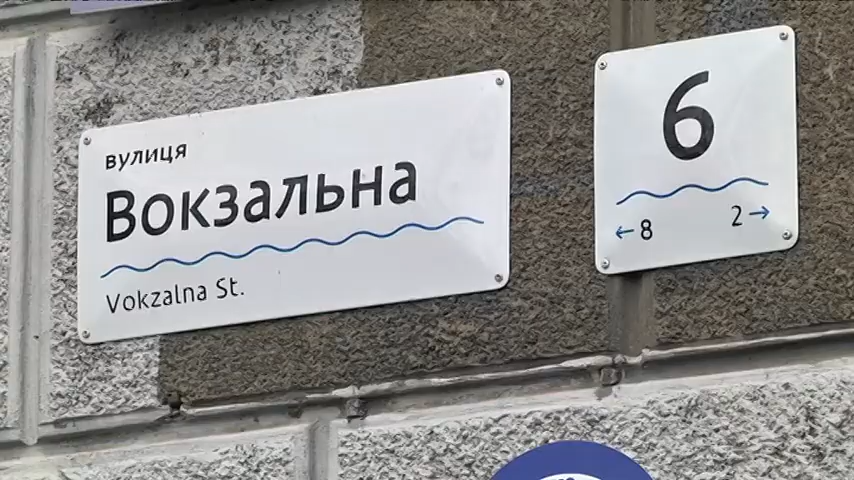 вулиця
Вокзальна
Vokzalna St.
6
←8
2→